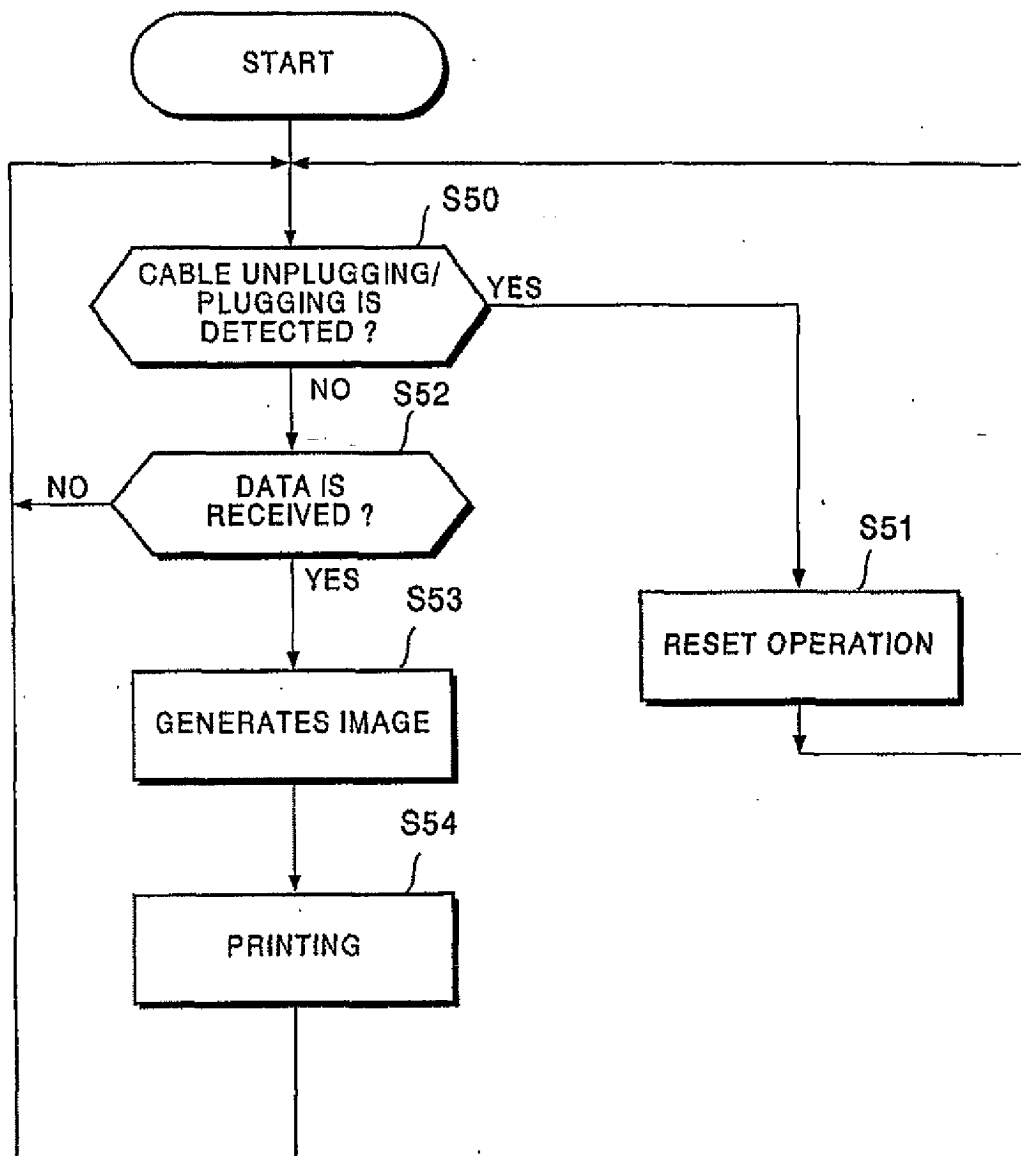 START
S50
CABLE UNPLUGGING/
PLUGGING IS
DETECTED ?
YES
NO
S52
DATA IS
RECEIVED ?
NO
YES
S51
RESET OPERATION
S53
GENERATES IMAGE
S54
PRINTING